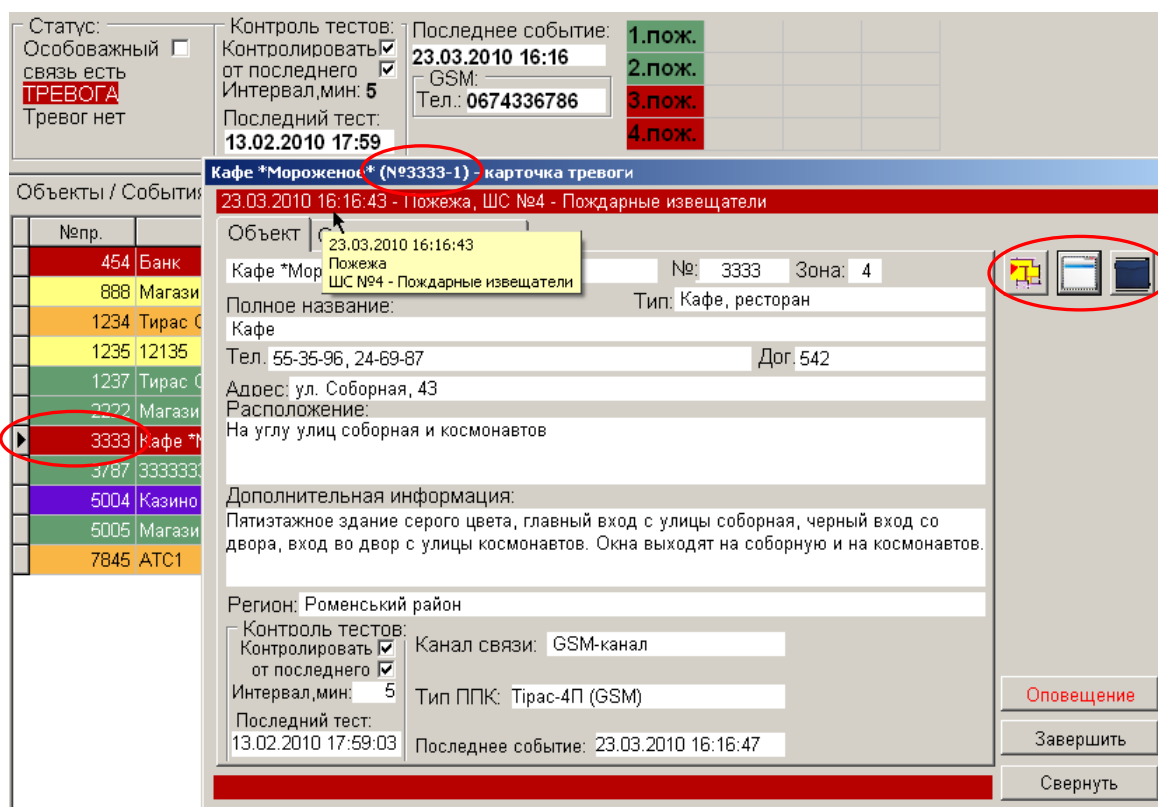 Статус:
Особоважный
связь есть
ТРЕВОГА
Тревог нет
Контроль тестов:
Контролировать
от последнего
Интервал,мин: 5
Последний тест:
13.02.2010 17:59
Последнее событие:
23.03.2010 16:16
GSM:
Тел.: 0674336786
1.пож.
2.пож.
3.пож.
4.пож.
Объекты / События
№пр.
454 Банк
888 Магази
1234 Тирас
1235 12135
1237 Тирас
2222 Магази
3333 Кафе
3787 3333333
5004 Казино
5005 Магази
7845 АТС1
Кафе *Мороженое* (№3333-1) - карточка тревоги
23.03.2010 16:16:43 - Пожежа, ШС №4 - Пождарные извещатели
Объект
23.03.2010 16:16:43
Пожежа
ШС №4 - Пождарные извещатели
Кафе *Мор
№: 3333 Зона: 4
Полное название:
Тип: Кафе, ресторан
Кафе
Тел. 55-35-96, 24-69-87 Дог. 542
Адрес: ул. Соборная, 43
Расположение:
На углу улиц соборная и космонавтов
Дополнительная информация:
Пятиэтажное здание серого цвета, главный вход с улицы соборная, черный вход со
двора, вход во двор с улицы космонавтов. Окна выходят на соборную и на космонавтов.
Регион: Роменський район
Контроль тестов:
Контролировать
от последнего
Интервал,мин: 5
Последний тест:
13.02.2010 17:59:03
Канал связи: GSM-канал
Тип ППК: Тірас-4П (GSM)
Последнее событие: 23.03.2010 16:16:47
Оповещение
Завершить
Свернуть